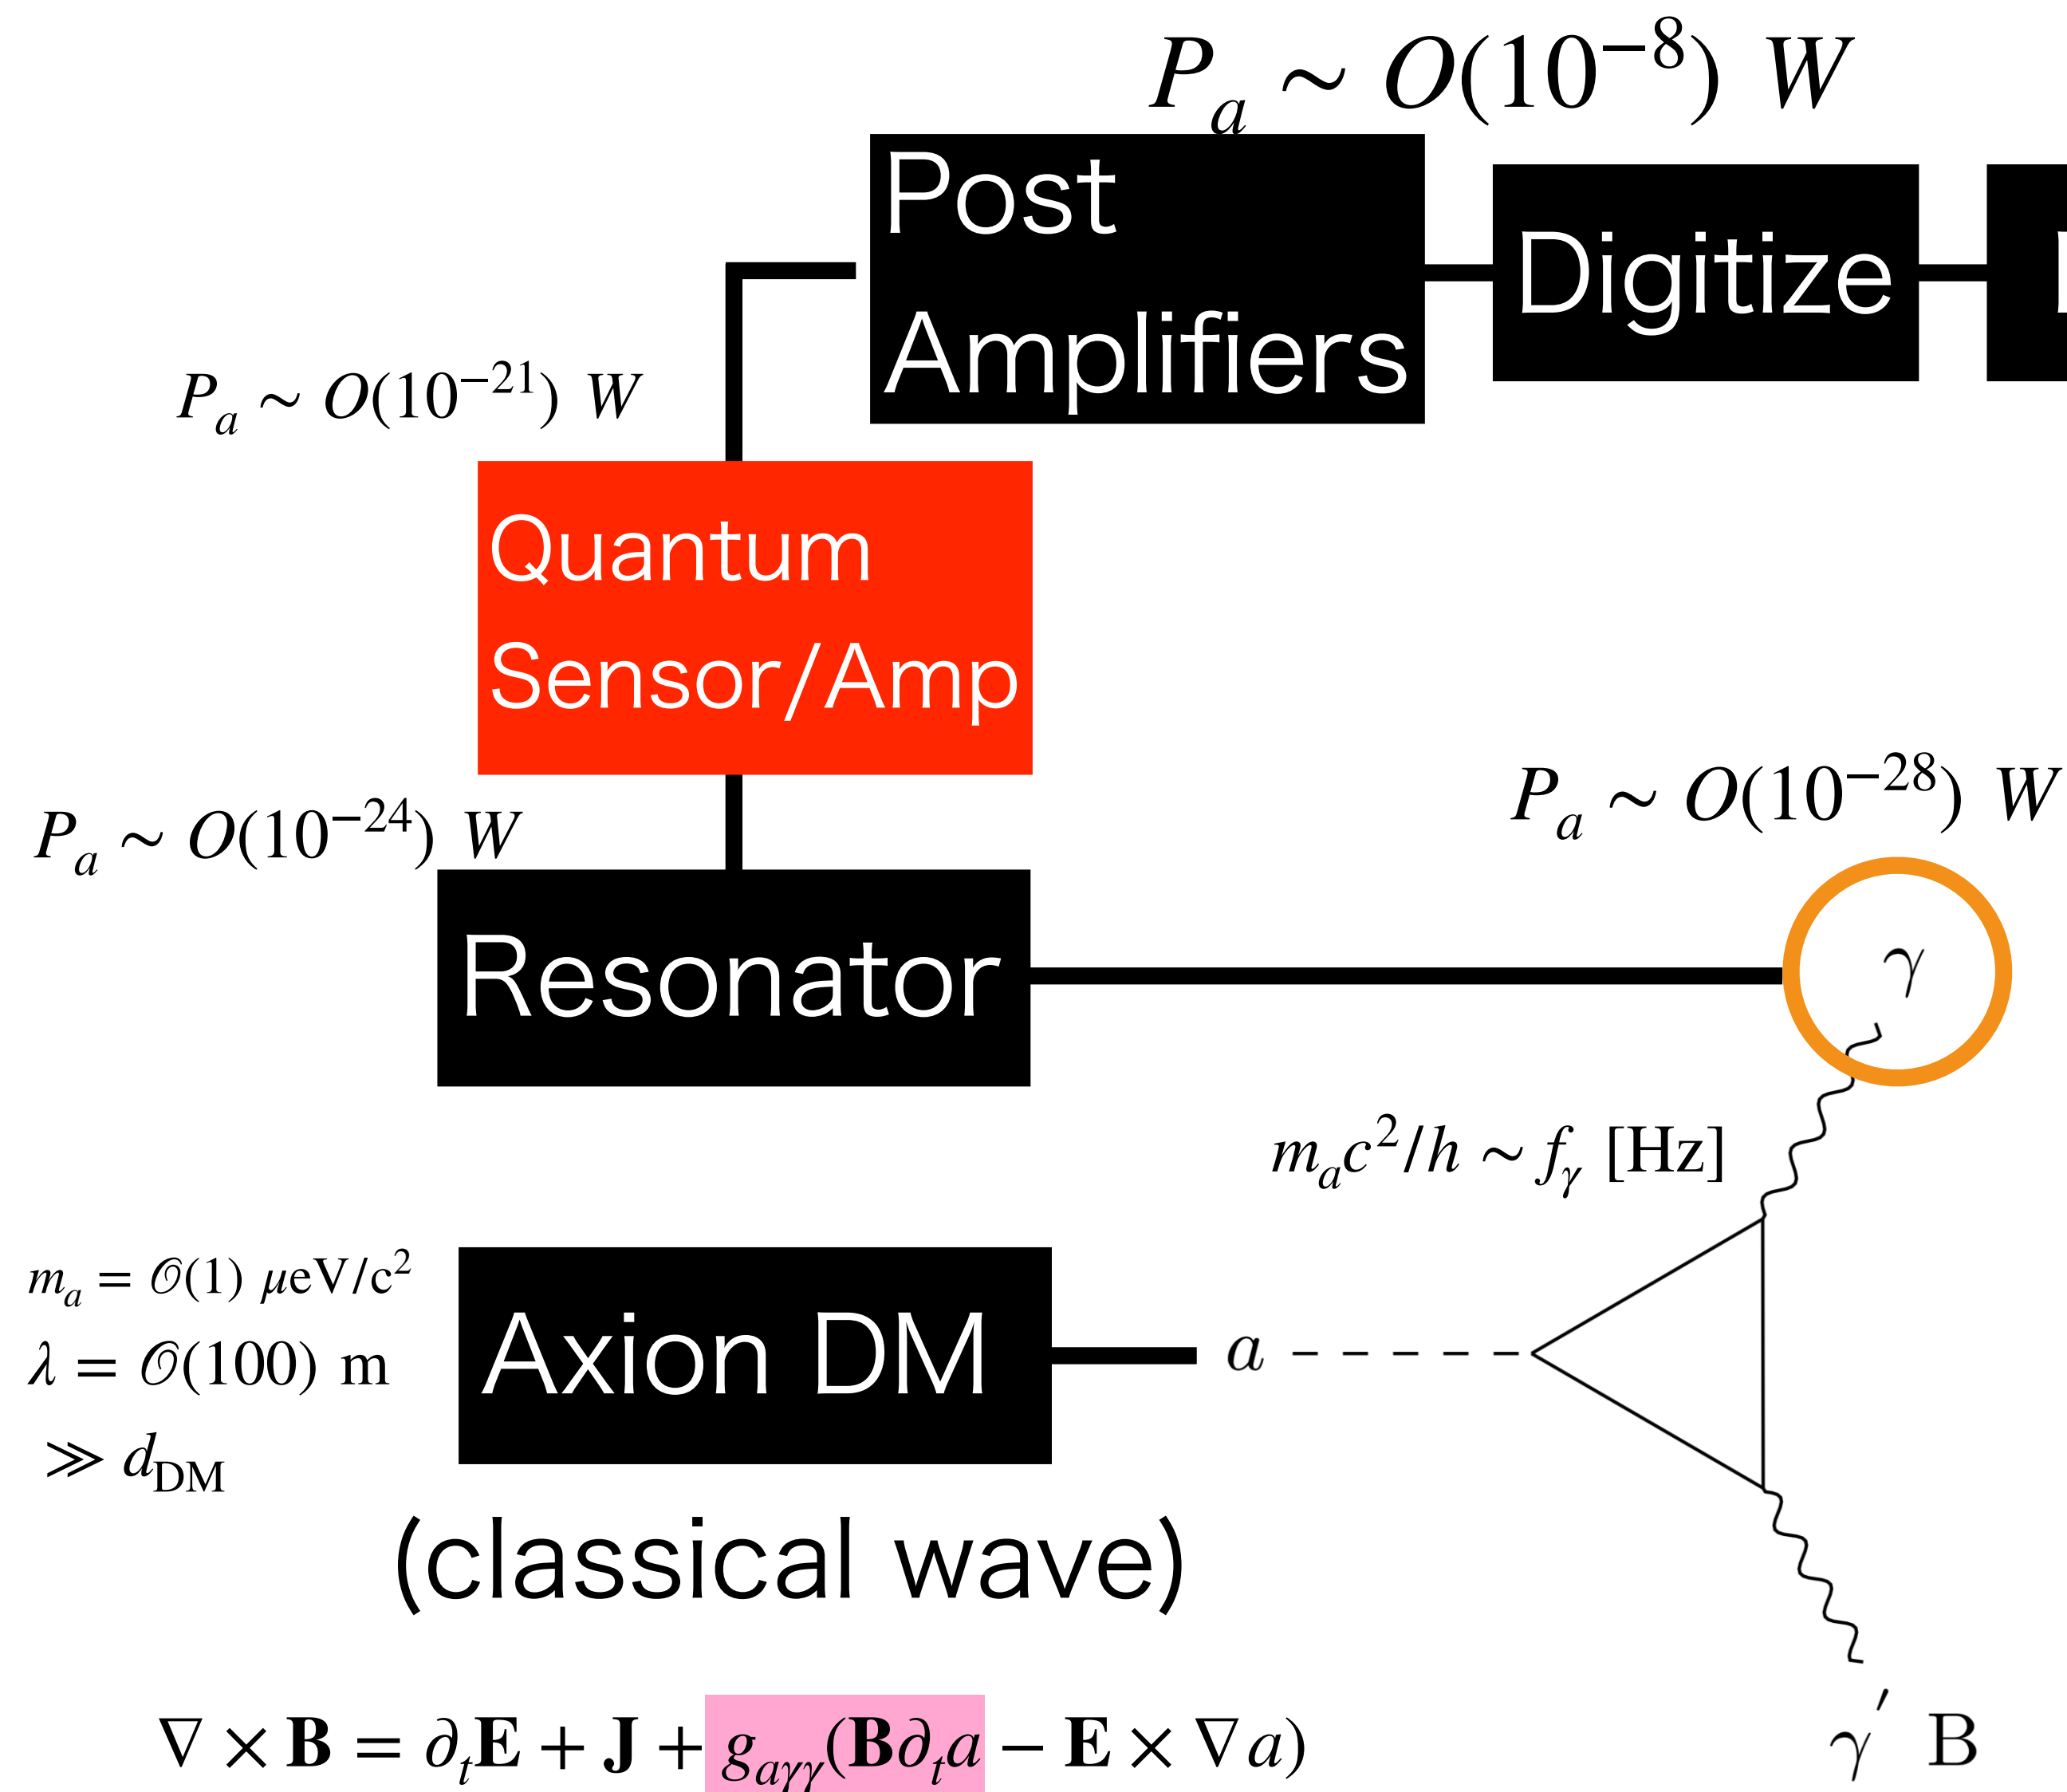 P_a ~ O(10^−8) W
Post
Amplifiers
Digitize
P_a ~ O(10^−21) W
Quantum
Sensor/Amp
P_a ~ O(10^−24) W
P_a ~ O(10^−28) W
Resonator
γ
m_a c^2/h ~ f_γ [Hz]
m_a = 𝒪(1) μeV/c^2
λ = 𝒪(100) m
≫ d_DM
Axion DM
a
(classical wave)
∇ × B = ∂_t E + J + g_aγγ(B∂_t a − E × ∇a)
γ′ B